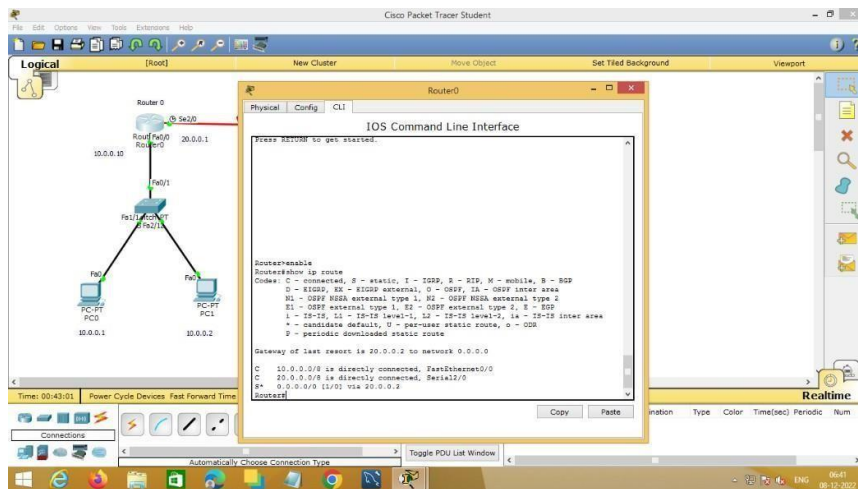 Cisco Packet Tracer Student
File Edit Options View Tools Extensions Help
Logical
[Root]
New Cluster
Move Object
Set Tiled Background
Viewport
Router0
Physical Config CLI
IOS Command Line Interface
Press RETURN to get started.
Router>enable
Router#show ip route
Codes: C - connected, S - static, I - IGRP, R - RIP, M - mobile, B - BGP
D - EIGRP, EX - EIGRP external, O - OSPF, IA - OSPF inter area
N1 - OSPF NSSA external type 1, N2 - OSPF NSSA external type 2
E1 - OSPF external type 1, E2 - OSPF external type 2, E - EGP
i - IS-IS, L1 - IS-IS level-1, L2 - IS-IS level-2, ia - IS-IS inter area
* - candidate default, U - per-user static route, o - ODR
P - periodic downloaded static route
Gateway of last resort is 20.0.0.2 to network 0.0.0.0
C 10.0.0.0/8 is directly connected, FastEthernet0/0
C 20.0.0.0/8 is directly connected, Serial2/0
S* 0.0.0.0/0 [1/0] via 20.0.0.2
Router#
Copy
Paste
Router 0
Se2/0
Fa0/0
20.0.0.1
Router0
10.0.0.10
Fa0/1
Fa2/1
Fa0
Fa0
PC-PT
PC0
PC-PT
PC1
10.0.0.1
10.0.0.2
Time: 00:43:01
Power Cycle Devices Fast Forward Time
Realtime
Connections
Automatically Choose Connection Type
Toggle PDU List Window
Type Color Time(sec) Periodic Num
ENG
06:41
08-12-2022